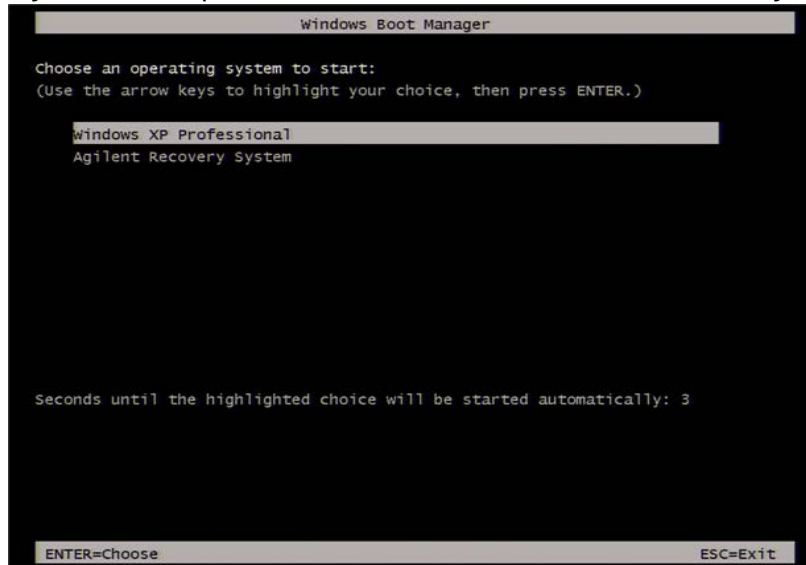 Windows Boot Manager
Choose an operating system to start:
(Use the arrow keys to highlight your choice, then press ENTER.)
Windows XP Professional
Agilent Recovery System
Seconds until the highlighted choice will be started automatically: 3
ENTER=Choose ESC=Exit